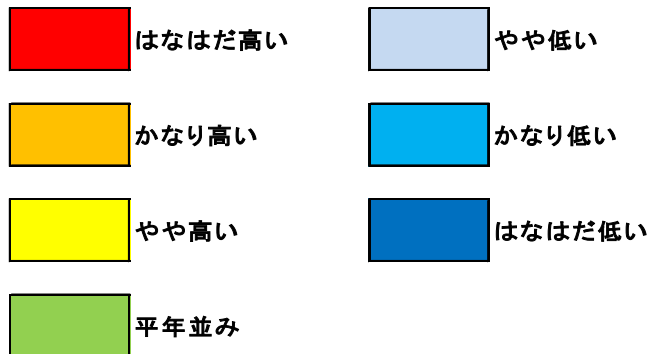 はなはだ高い
かなり高い
やや高い
平年並み
やや低い
かなり低い
はなはだ低い